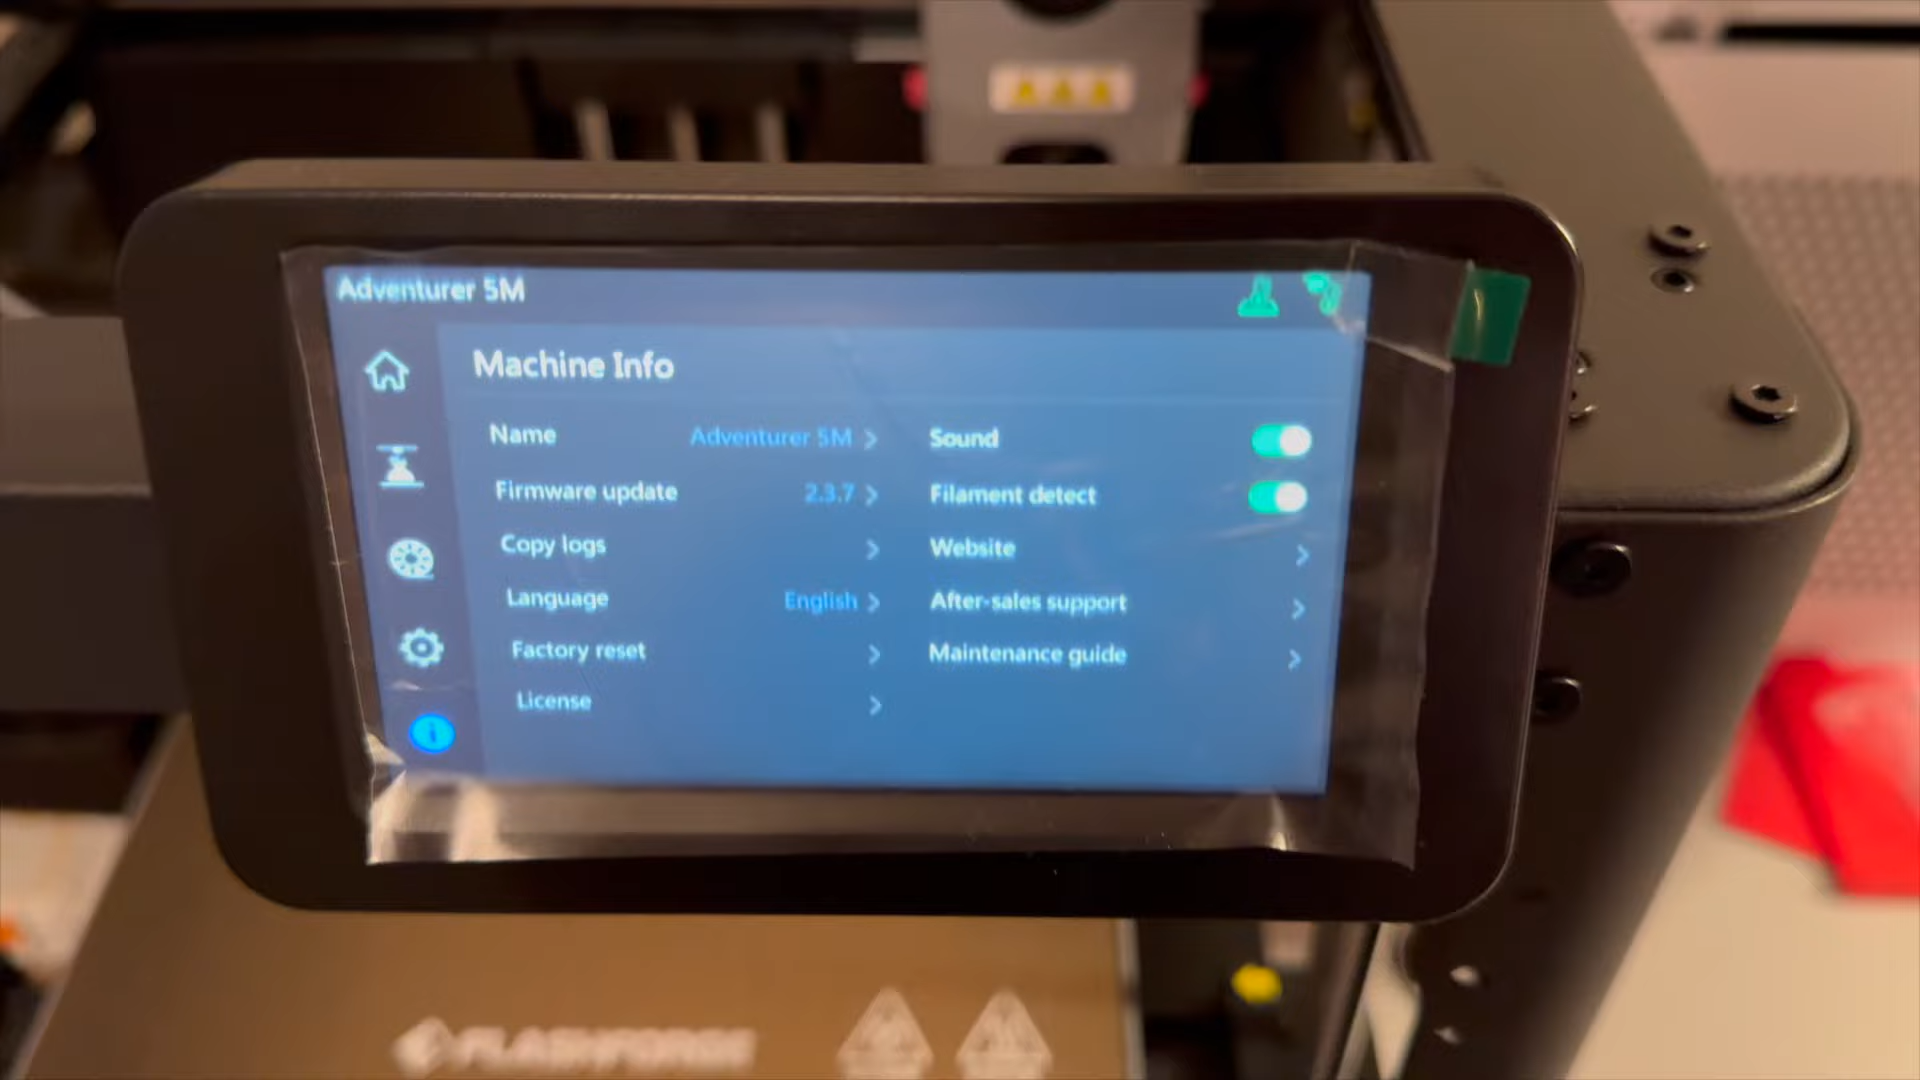 Adventurer 5M
Machine Info
Name Adventurer 5M
Firmware update 2.3.7
Copy logs
Language English
Factory reset
License
Sound
Filament detect
Website
After-sales support
Maintenance guide
FLASHFORGE